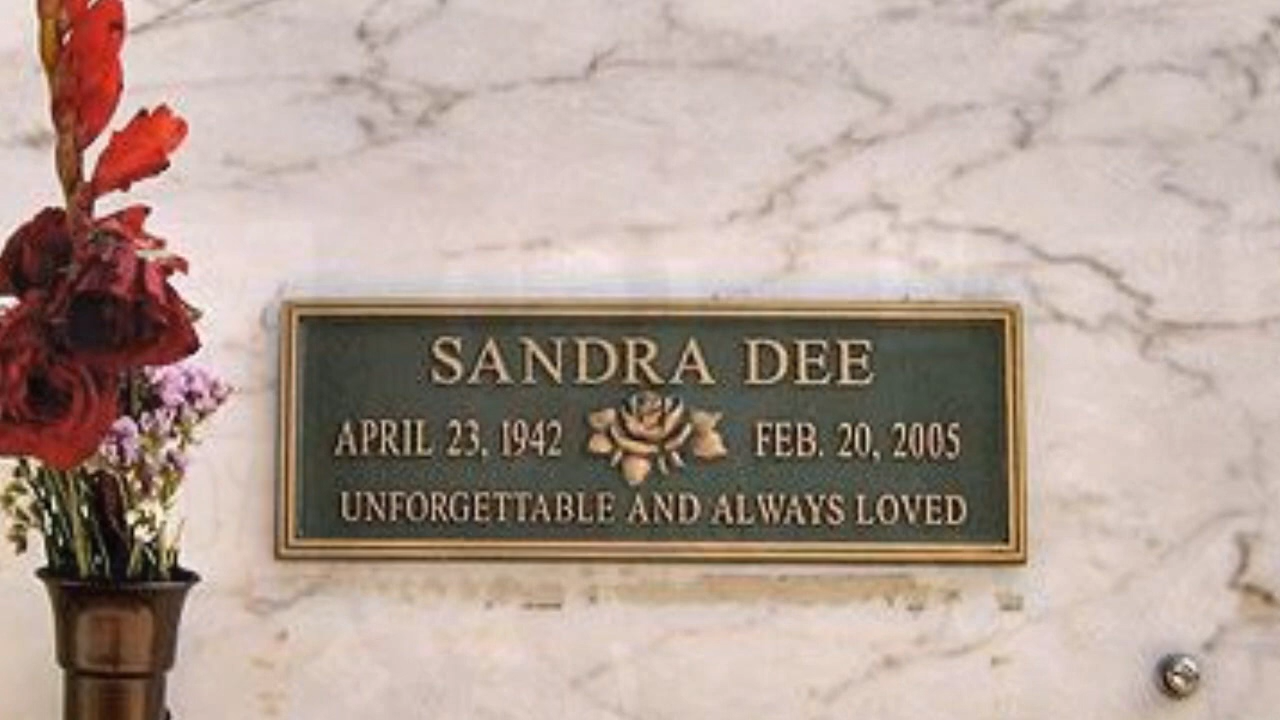 SANDRA DEE
APRIL 23, 1942 FEB. 20, 2005
UNFORGETTABLE AND ALWAYS LOVED